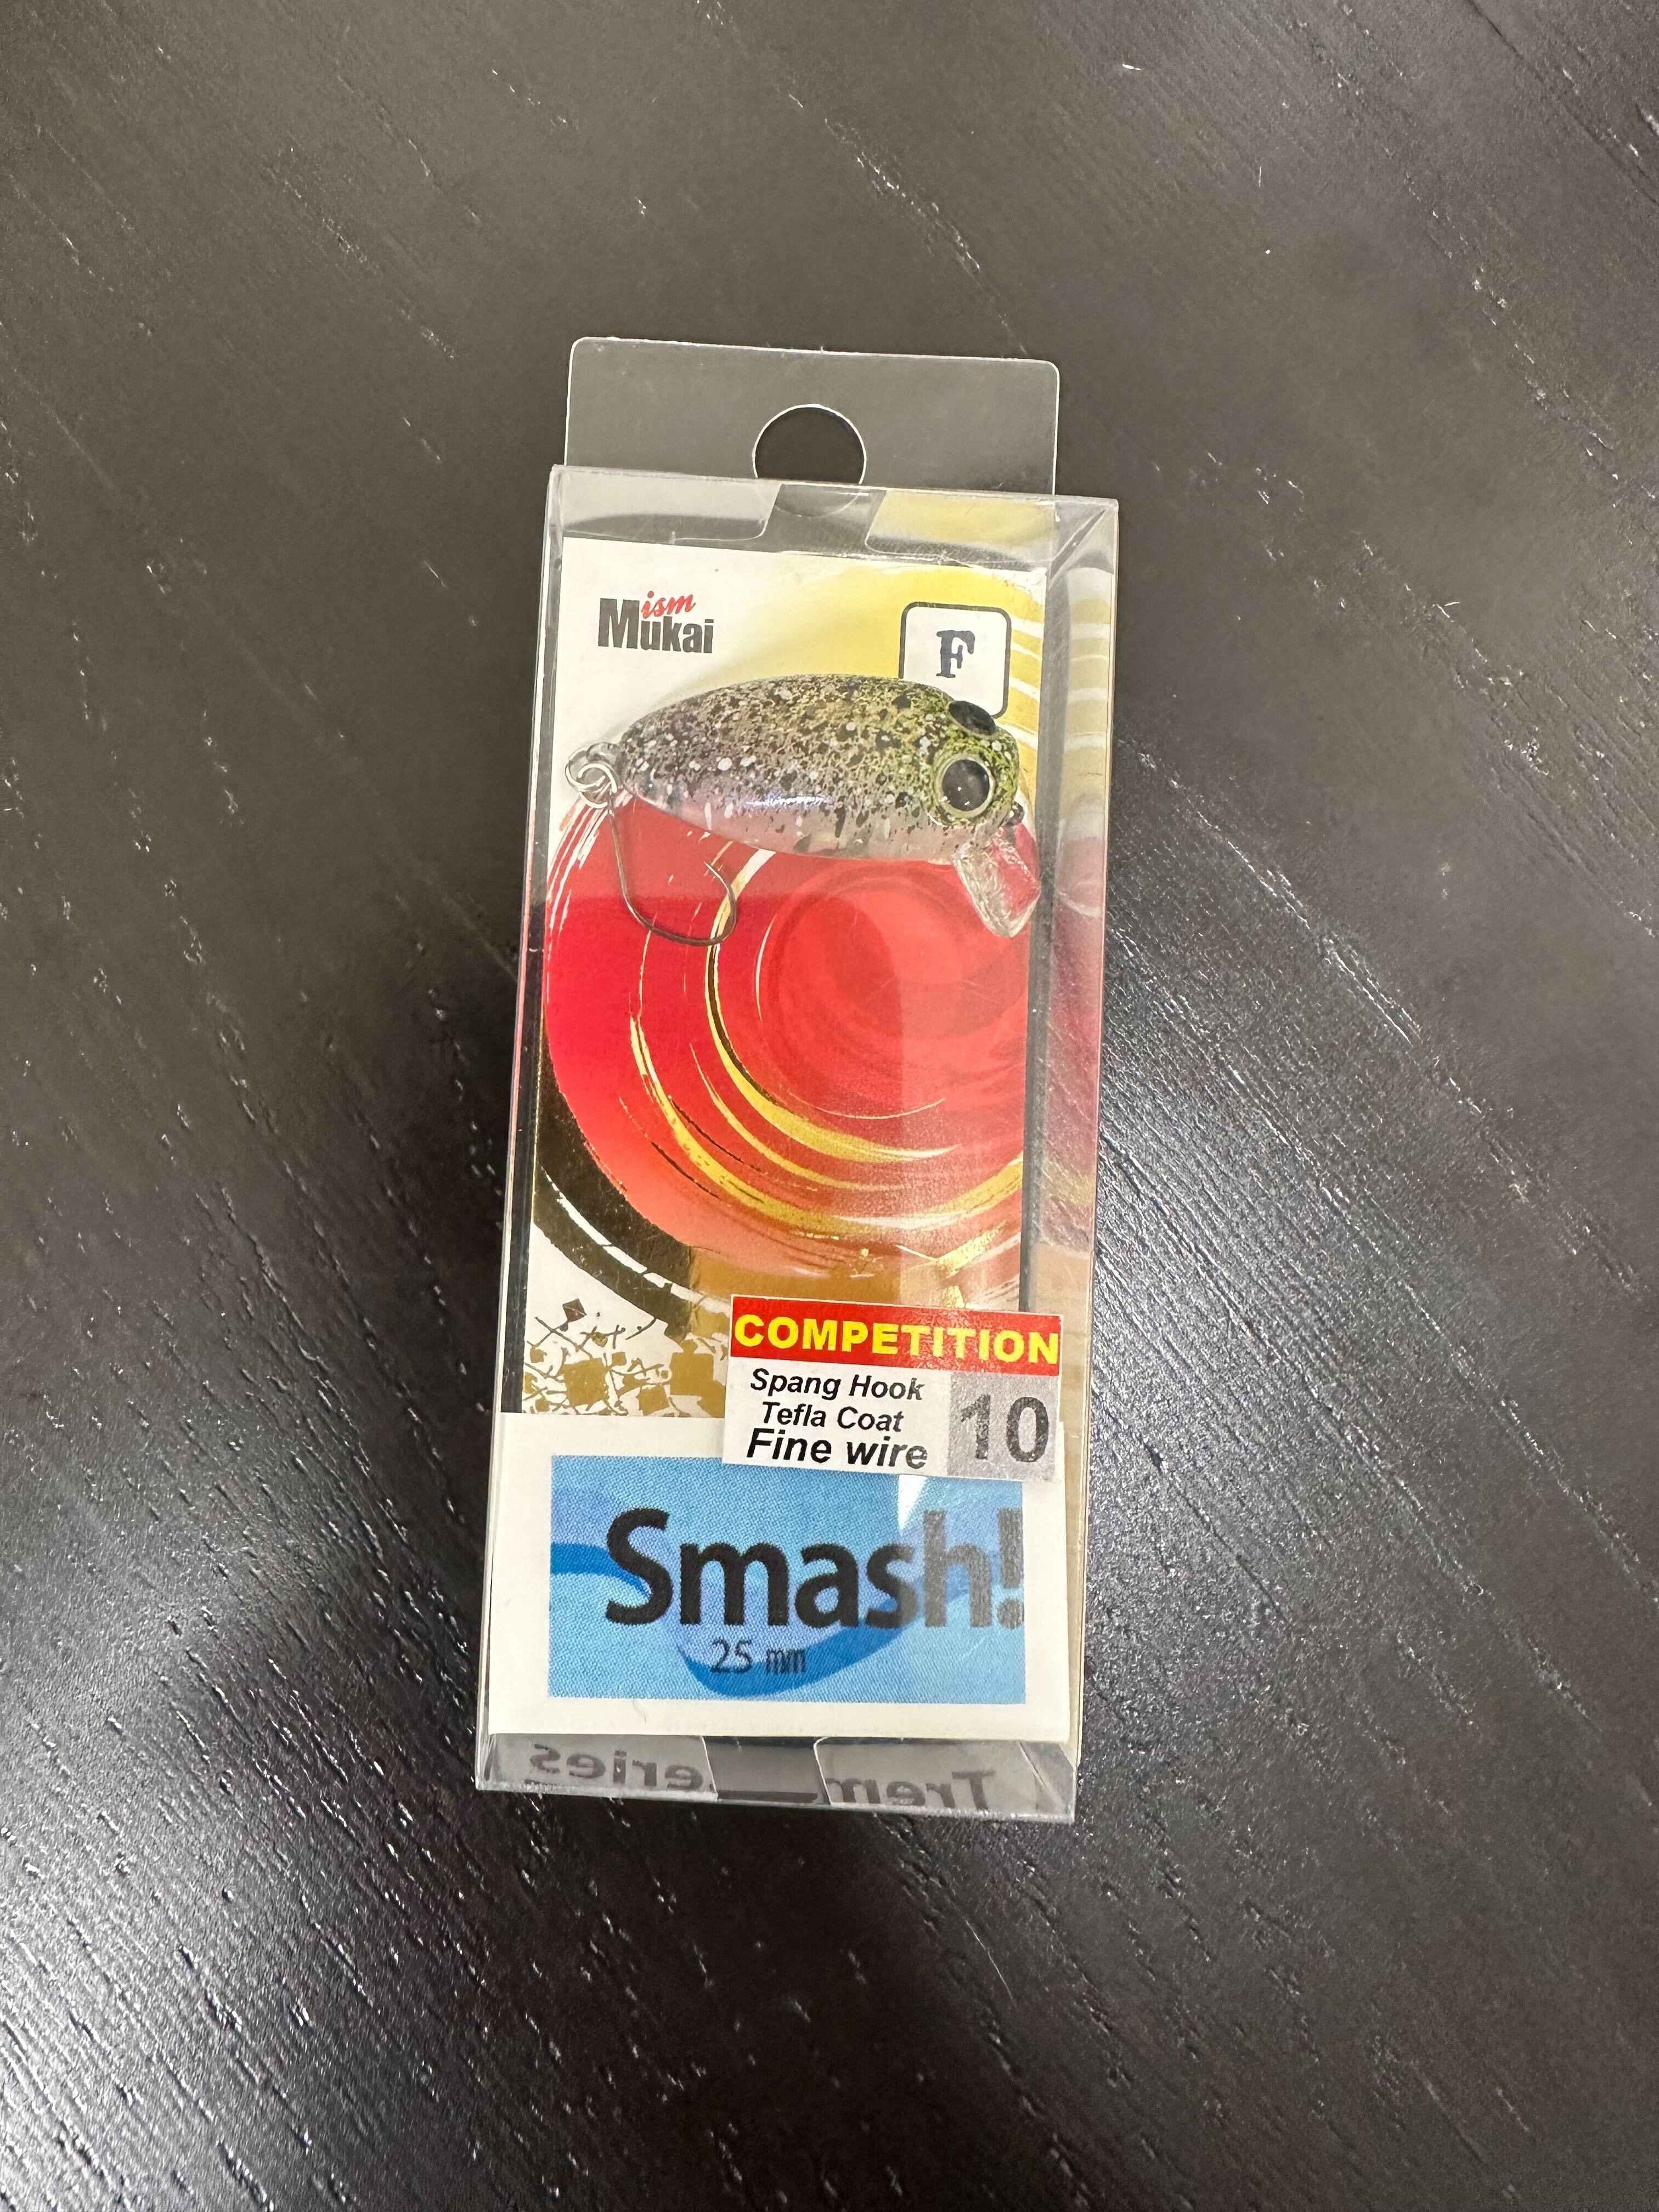 ism
Mukai
F
COMPETITION
Spang Hook
Tefla Coat
Fine wire
10
Smash!
25 mm